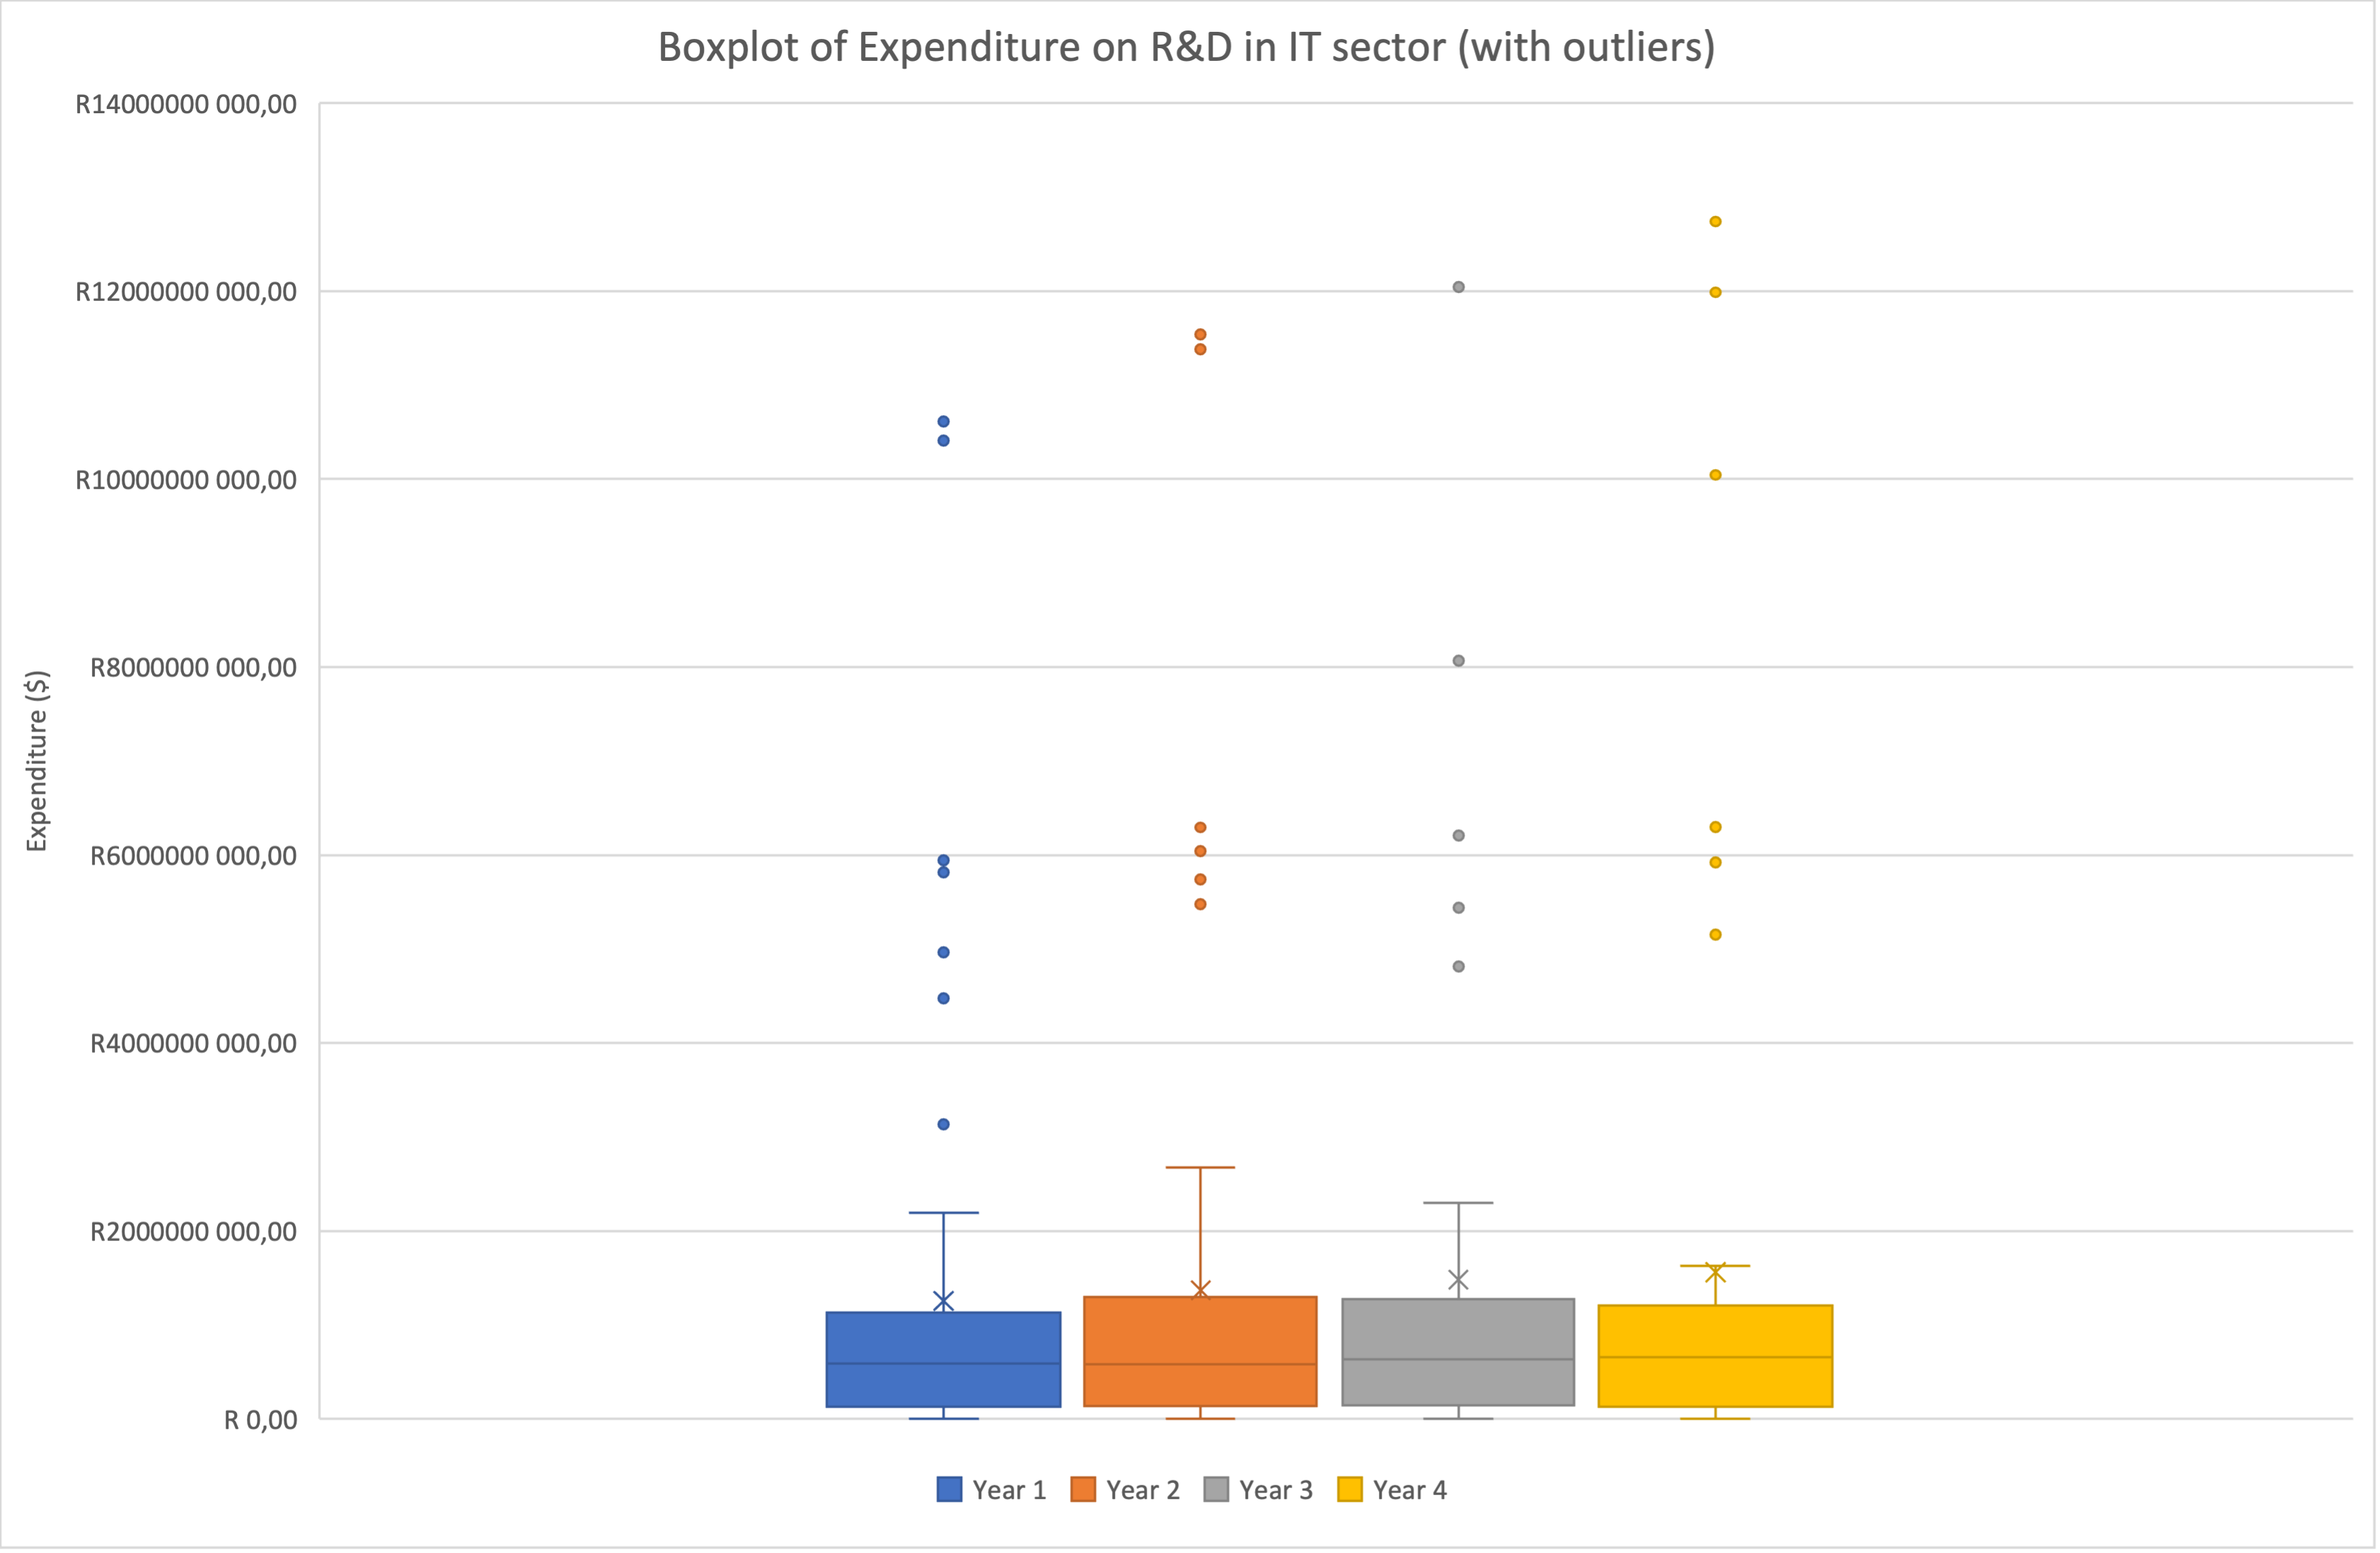 Boxplot of Expenditure on R&D in IT sector (with outliers)
R14000000 000,00
R12000000 000,00
R10000000 000,00
R8000000 000,00
Expenditure ($)
R6000000 000,00
R4000000 000,00
R2000000 000,00
R 0,00
Year 1 Year 2 Year 3 Year 4